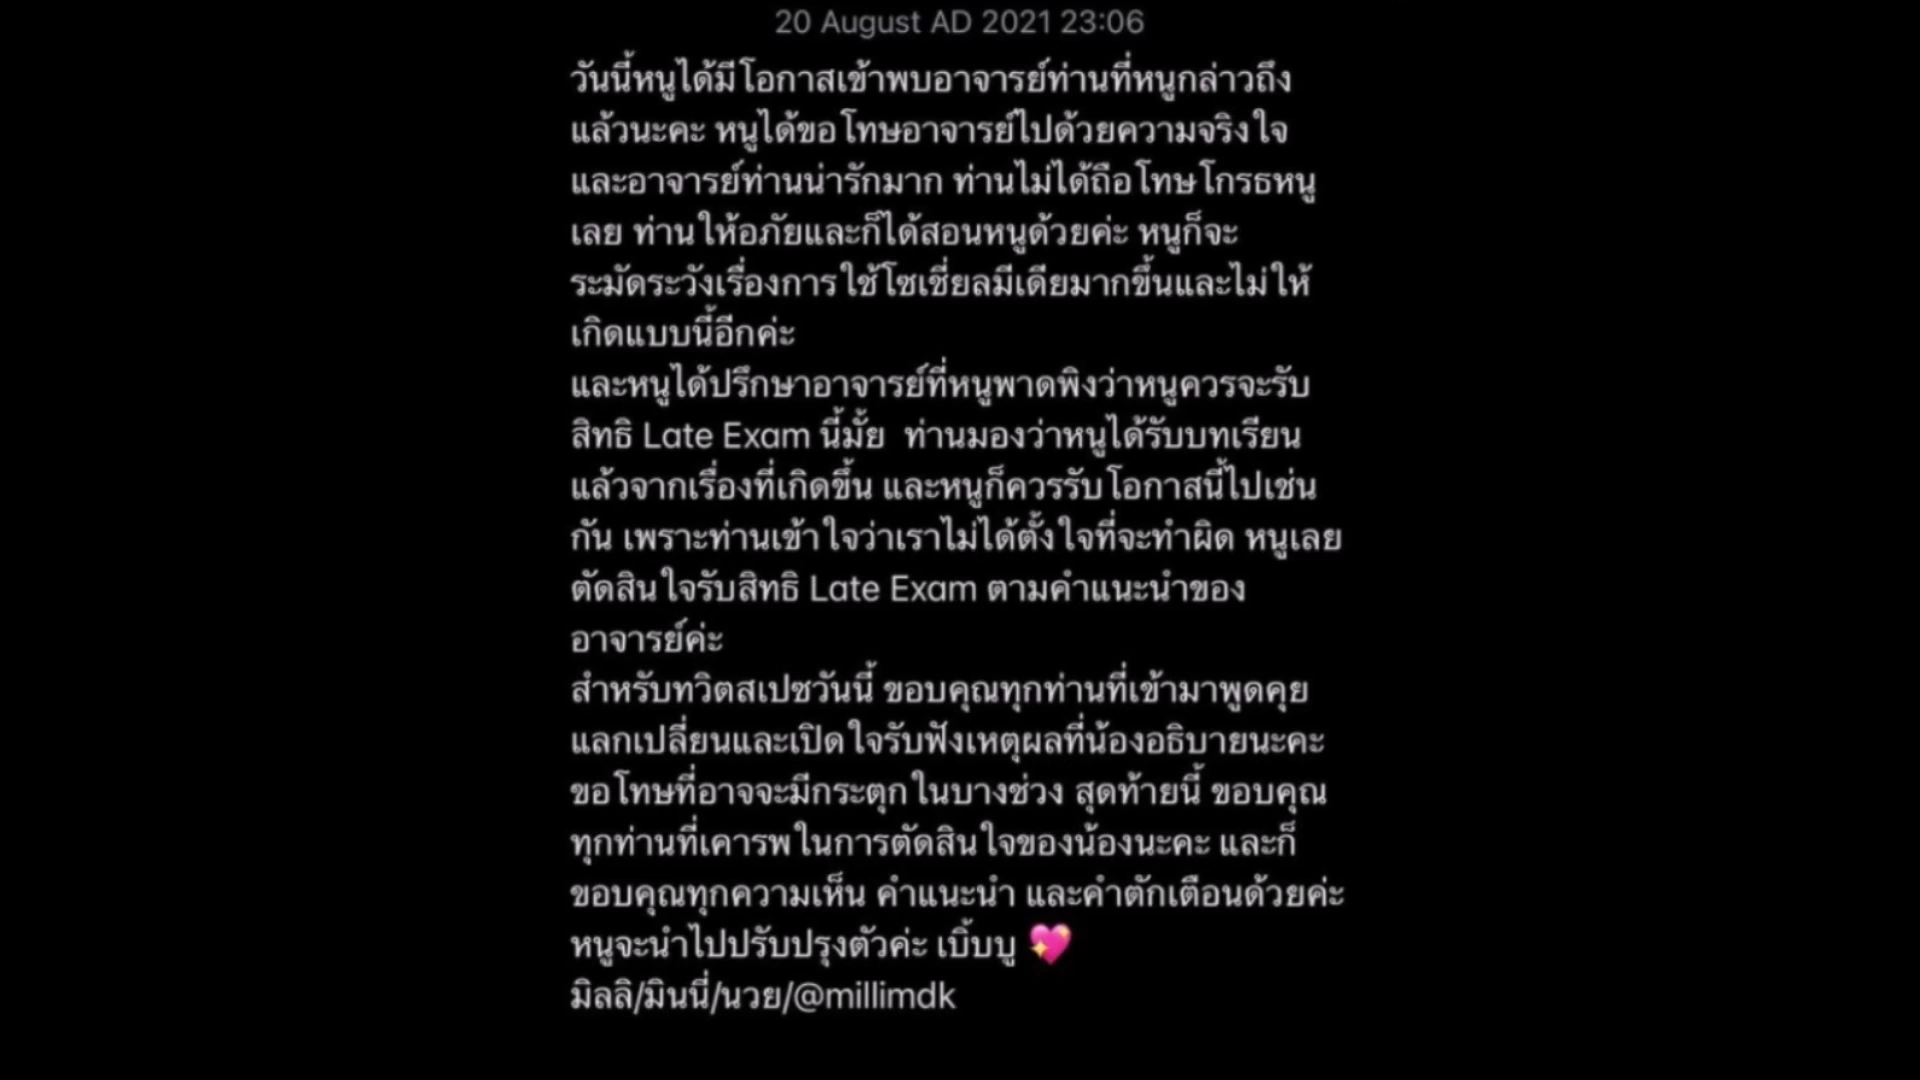 20 August AD 2021 23:06
วันนี้หนูได้มีโอกาสเข้าพบอาจารย์ท่านที่หนูกล่าวถึง
แล้วนะคะ หนูได้ขอโทษอาจารย์ไปด้วยความจริงใจ
และอาจารย์ท่านน่ารักมาก ท่านไม่ได้ถือโทษโกรธหนู
เลย ท่านให้อภัยและก็ได้สอนหนูด้วยค่ะ หนูก็จะ
ระมัดระวังเรื่องการใช้โซเชี่ยลมีเดียมากขึ้นและไม่ให้
เกิดแบบนี้อีกค่ะ
และหนูได้ปรึกษาอาจารย์ที่หนูพาดพิงว่าหนูควรจะรับ
สิทธิ Late Exam นี้มั้ย  ท่านมองว่าหนูได้รับบทเรียน
แล้วจากเรื่องที่เกิดขึ้น และหนูก็ควรรับโอกาสนี้ไปเช่น
กัน เพราะท่านเข้าใจว่าเราไม่ได้ตั้งใจที่จะทำผิด หนูเลย
ตัดสินใจรับสิทธิ Late Exam ตามคำแนะนำของ
อาจารย์ค่ะ
สำหรับทวิตสเปซวันนี้ ขอบคุณทุกท่านที่เข้ามาพูดคุย
แลกเปลี่ยนและเปิดใจรับฟังเหตุผลที่น้องอธิบายนะคะ
ขอโทษที่อาจจะมีกระตุกในบางช่วง สุดท้ายนี้ ขอบคุณ
ทุกท่านที่เคารพในการตัดสินใจของน้องนะคะ และก็
ขอบคุณทุกความเห็น คำแนะนำ และคำตักเตือนด้วยค่ะ
หนูจะนำไปปรับปรุงตัวค่ะ เบิ้บบู 💖
มิลลิ/มินนี่/นวย/@millimdk